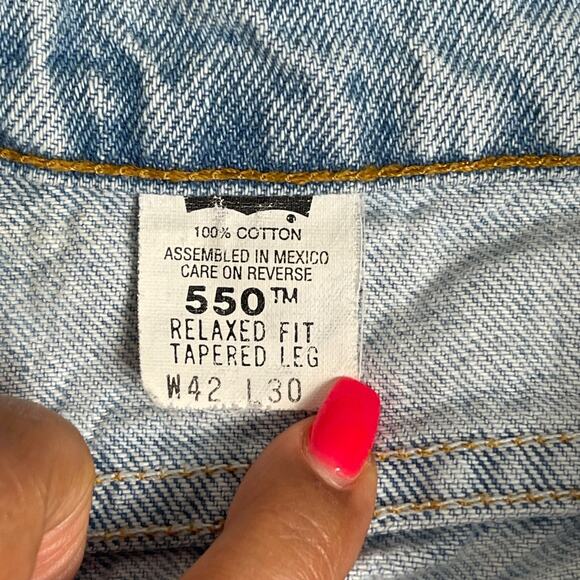 ®
100% COTTON
ASSEMBLED IN MEXICO
CARE ON REVERSE
550™
RELAXED FIT
TAPERED LEG
W42 L30